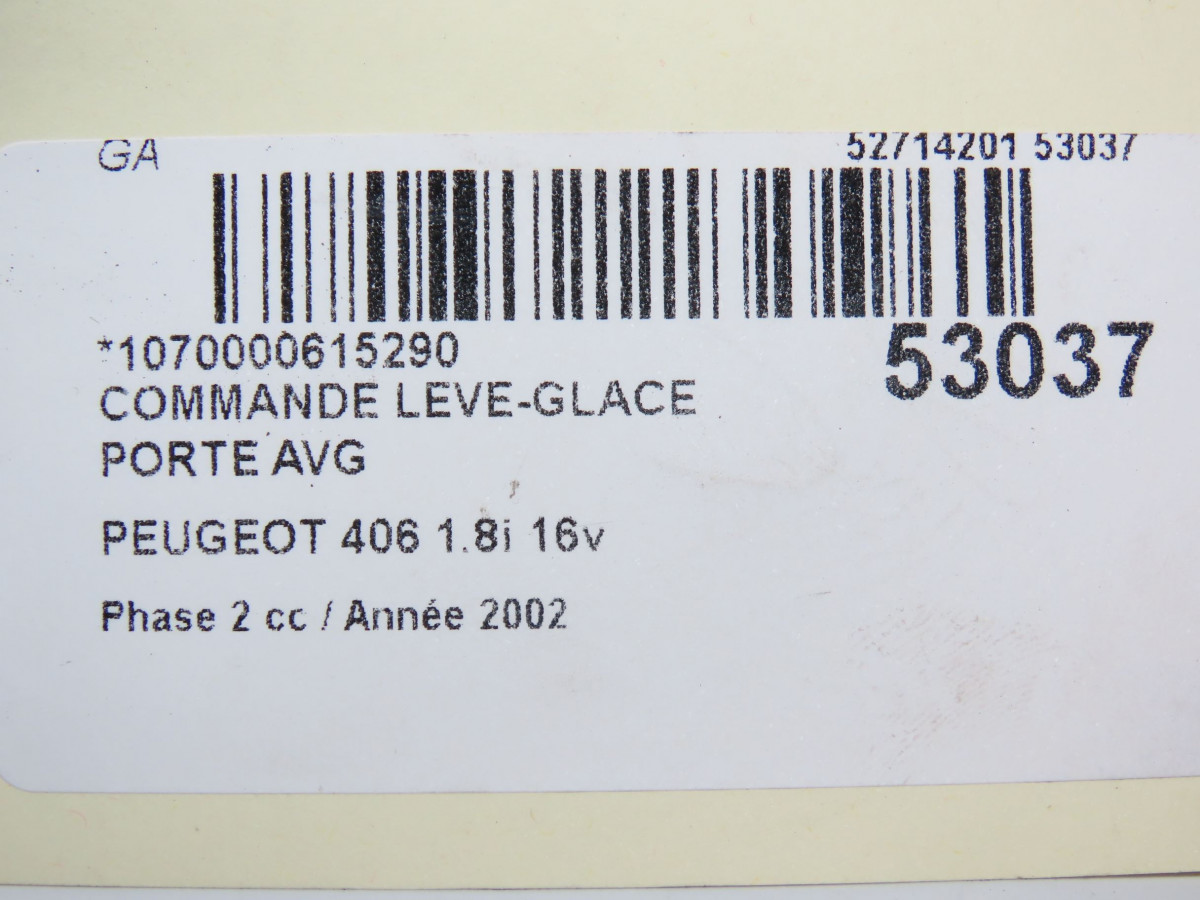 GA 52714201 53037
*1070000615290 53037
COMMANDE LEVE-GLACE
PORTE AVG
PEUGEOT 406 1.8i 16v
Phase 2 cc / Année 2002